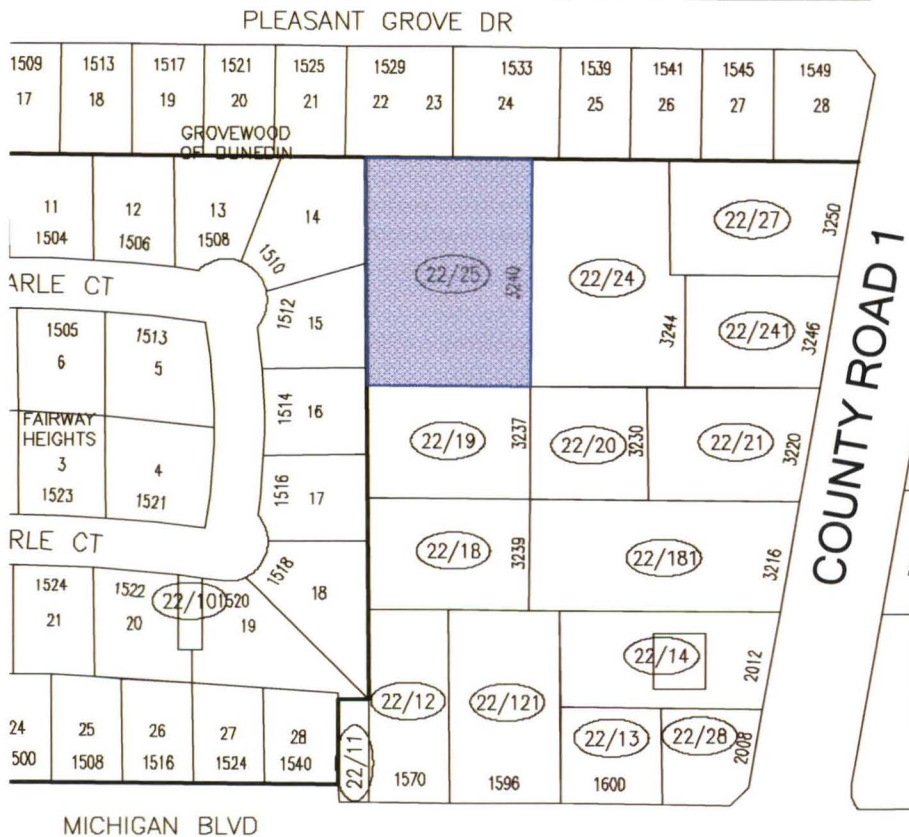 PLEASANT GROVE DR
1509 1513 1517 1521 1525 1529 1533 1539 1541 1545 1549
17 18 19 20 21 22 23 24 25 26 27 28
GROVEWOOD
OF DUNEDIN
11 12 13 14
1504 1506 1508 1510
22/25 3240
22/24 3244
22/27 3250
22/241 3246
ARLE CT
1505 1513
6 5
1512 15
1514 16
FAIRWAY
HEIGHTS
3 4
1523 1521
1516 17
22/19 3237
22/20 3230
22/21 3220
22/18 3239
22/181 3216
COUNTY ROAD 1
RLE CT
1518 18
1524 1522 22/10 1520
21 20 19
22/14 2012
22/12 22/121
22/13 22/28 2008
24 25 26 27 28
500 1508 1516 1524 1540
22/11
1570 1596 1600
MICHIGAN BLVD